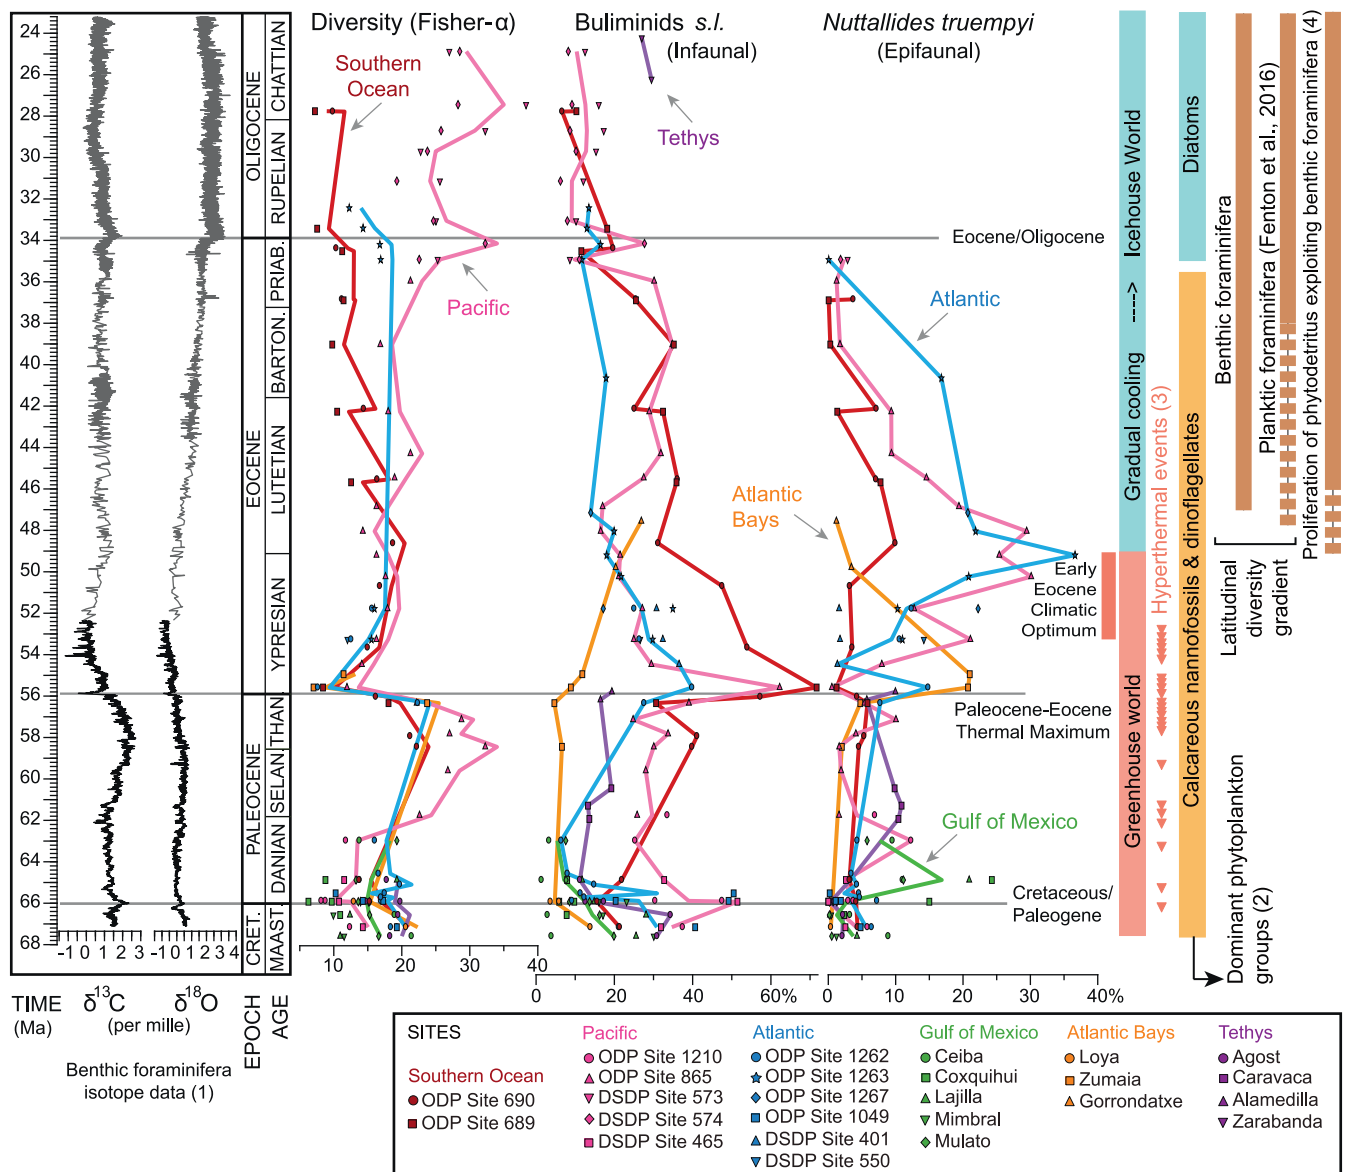 Diversity (Fisher-α)
Buliminids s.l.
(Infaunal)
Nuttallides truempyi
(Epifaunal)
24
26
28
30
32
34
36
38
40
42
44
46
48
50
52
54
56
58
60
62
64
66
68
OLIGOCENE
EOCENE
PALEOCENE
CRET.
CHATTIAN
RUPELIAN
PRIAB.
BARTON.
LUTETIAN
YPRESIAN
THAN.
SELAN.
DANIAN
MAAST.
Southern
Ocean
Pacific
Tethys
Atlantic
Atlantic
Bays
Gulf of Mexico
Eocene/Oligocene
Early
Eocene
Climatic
Optimum
Paleocene-Eocene
Thermal Maximum
Cretaceous/
Paleogene
Greenhouse world
Gradual cooling ----> Icehouse World
Hyperthermal events (3)
Calcareous nannofossils & dinoflagellates
Diatoms
Dominant phytoplankton
groups (2)
Benthic foraminifera
Planktic foraminifera (Fenton et al., 2016)
Latitudinal
diversity
gradient
Proliferation of phytodetritus exploiting benthic foraminifera (4)
-1 0 1 2 3 -1 0 1 2 3 4
10 20 30 40
0 20 40 60%
0 10 20 30 40%
TIME
(Ma)
δ13C
δ18O
(per mille)
EPOCH
AGE
Benthic foraminifera
isotope data (1)
SITES
Southern Ocean
ODP Site 690
ODP Site 689
Pacific
ODP Site 1210
ODP Site 865
DSDP Site 573
DSDP Site 574
DSDP Site 465
Atlantic
ODP Site 1262
ODP Site 1263
ODP Site 1267
ODP Site 1049
DSDP Site 401
DSDP Site 550
Gulf of Mexico
Ceiba
Coxquihui
Lajilla
Mimbral
Mulato
Atlantic Bays
Loya
Zumaia
Gorrondatxe
Tethys
Agost
Caravaca
Alamedilla
Zarabanda